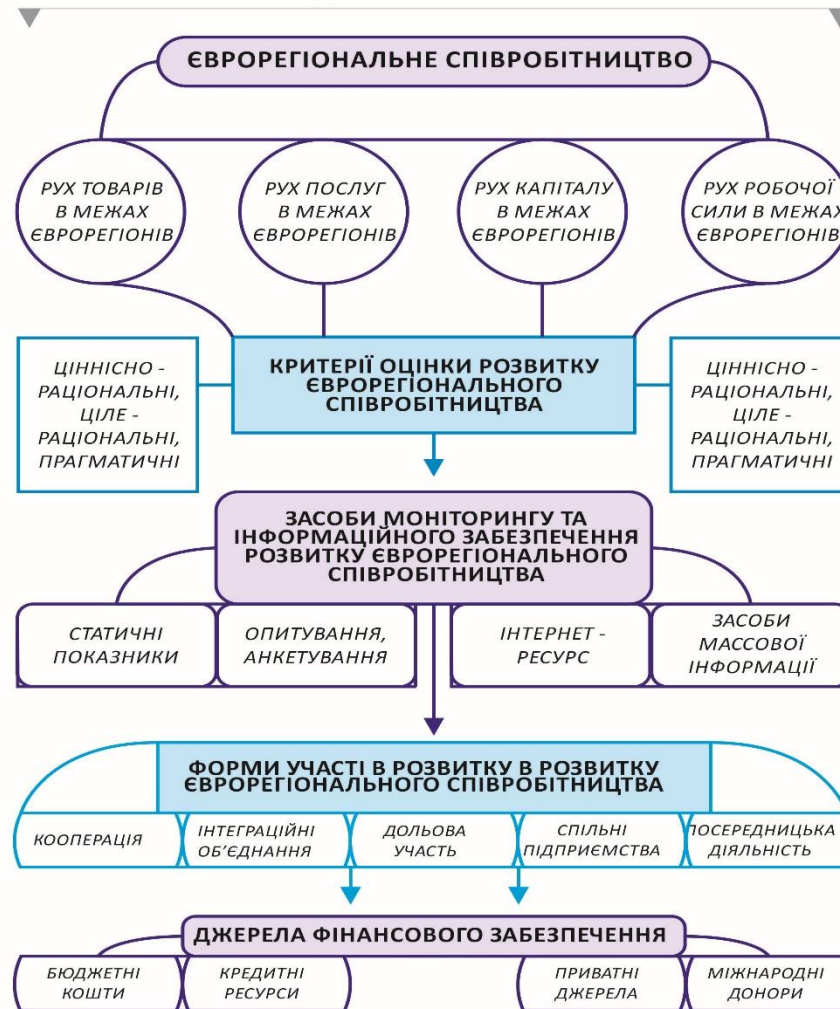 ЄВРОРЕГІОНАЛЬНЕ СПІВРОБІТНИЦТВО
РУХ ТОВАРІВ
В МЕЖАХ
ЄВРОРЕГІОНІВ
РУХ ПОСЛУГ
В МЕЖАХ
ЄВРОРЕГІОНІВ
РУХ КАПІТАЛУ
В МЕЖАХ
ЄВРОРЕГІОНІВ
РУХ РОБОЧОЇ
СИЛИ В МЕЖАХ
ЄВРОРЕГІОНІВ
ЦІННІСНО -
РАЦІОНАЛЬНІ,
ЦІЛЕ -
РАЦІОНАЛЬНІ,
ПРАГМАТИЧНІ
КРИТЕРІЇ ОЦІНКИ РОЗВИТКУ
ЄВРОРЕГІОНАЛЬНОГО
СПІВРОБІТНИЦТВА
ЦІННІСНО -
РАЦІОНАЛЬНІ,
ЦІЛЕ -
РАЦІОНАЛЬНІ,
ПРАГМАТИЧНІ
ЗАСОБИ МОНІТОРИНГУ ТА
ІНФОРМАЦІЙНОГО ЗАБЕЗПЕЧЕННЯ
РОЗВИТКУ ЄВРОРЕГІОНАЛЬНОГО
СПІВРОБІТНИЦТВА
СТАТИЧНІ
ПОКАЗНИКИ
ОПИТУВАННЯ,
АНКЕТУВАННЯ
ІНТЕРНЕТ -
РЕСУРС
ЗАСОБИ
МАССОВОЇ
ІНФОРМАЦІЇ
ФОРМИ УЧАСТІ В РОЗВИТКУ В РОЗВИТКУ
ЄВРОРЕГІОНАЛЬНОГО СПІВРОБІТНИЦТВА
КООПЕРАЦІЯ
ІНТЕГРАЦІЙНІ
ОБ’ЄДНАННЯ
ДОЛЬОВА
УЧАСТЬ
СПІЛЬНІ
ПІДПРИЄМСТВА
ПОСЕРЕДНИЦЬКА
ДІЯЛЬНІСТЬ
ДЖЕРЕЛА ФІНАНСОВОГО ЗАБЕЗПЕЧЕННЯ
БЮДЖЕТНІ
КОШТИ
КРЕДИТНІ
РЕСУРСИ
ПРИВАТНІ
ДЖЕРЕЛА
МІЖНАРОДНІ
ДОНОРИ